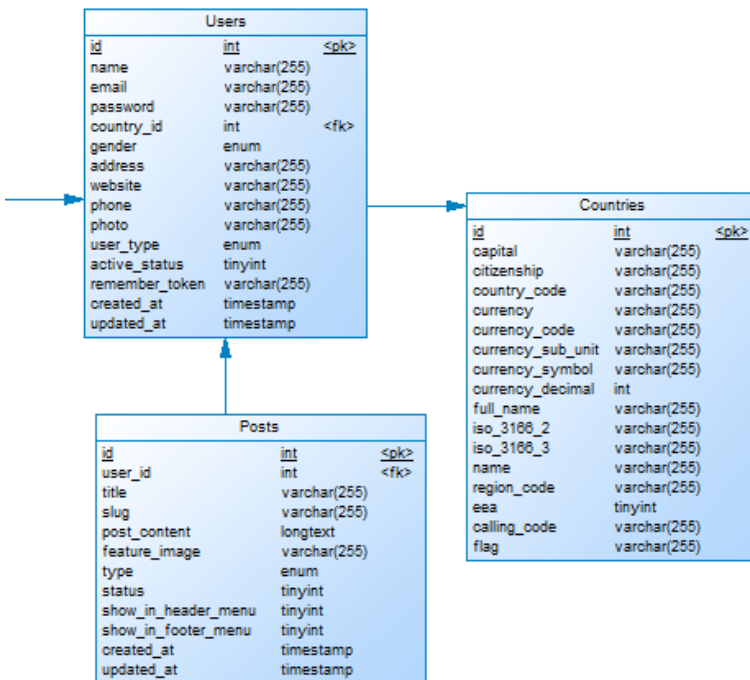 Users
id int <pk>
name varchar(255)
email varchar(255)
password varchar(255)
country_id int <fk>
gender enum
address varchar(255)
website varchar(255)
phone varchar(255)
photo varchar(255)
user_type enum
active_status tinyint
remember_token varchar(255)
created_at timestamp
updated_at timestamp
Countries
id int <pk>
capital varchar(255)
citizenship varchar(255)
country_code varchar(255)
currency varchar(255)
currency_code varchar(255)
currency_sub_unit varchar(255)
currency_symbol varchar(255)
currency_decimal int
full_name varchar(255)
iso_3166_2 varchar(255)
iso_3166_3 varchar(255)
name varchar(255)
region_code varchar(255)
eea tinyint
calling_code varchar(255)
flag varchar(255)
Posts
id int <pk>
user_id int <fk>
title varchar(255)
slug varchar(255)
post_content longtext
feature_image varchar(255)
type enum
status tinyint
show_in_header_menu tinyint
show_in_footer_menu tinyint
created_at timestamp
updated_at timestamp